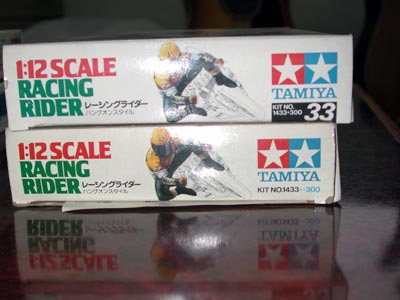 1:12 SCALE
RACING
RIDER レーシングライダー
ハングオンスタイル
TAMIYA
KIT NO.
1433・300 33
1:12 SCALE
RACING
RIDER レーシングライダー
ハングオンスタイル
TAMIYA
KIT NO.1433--300